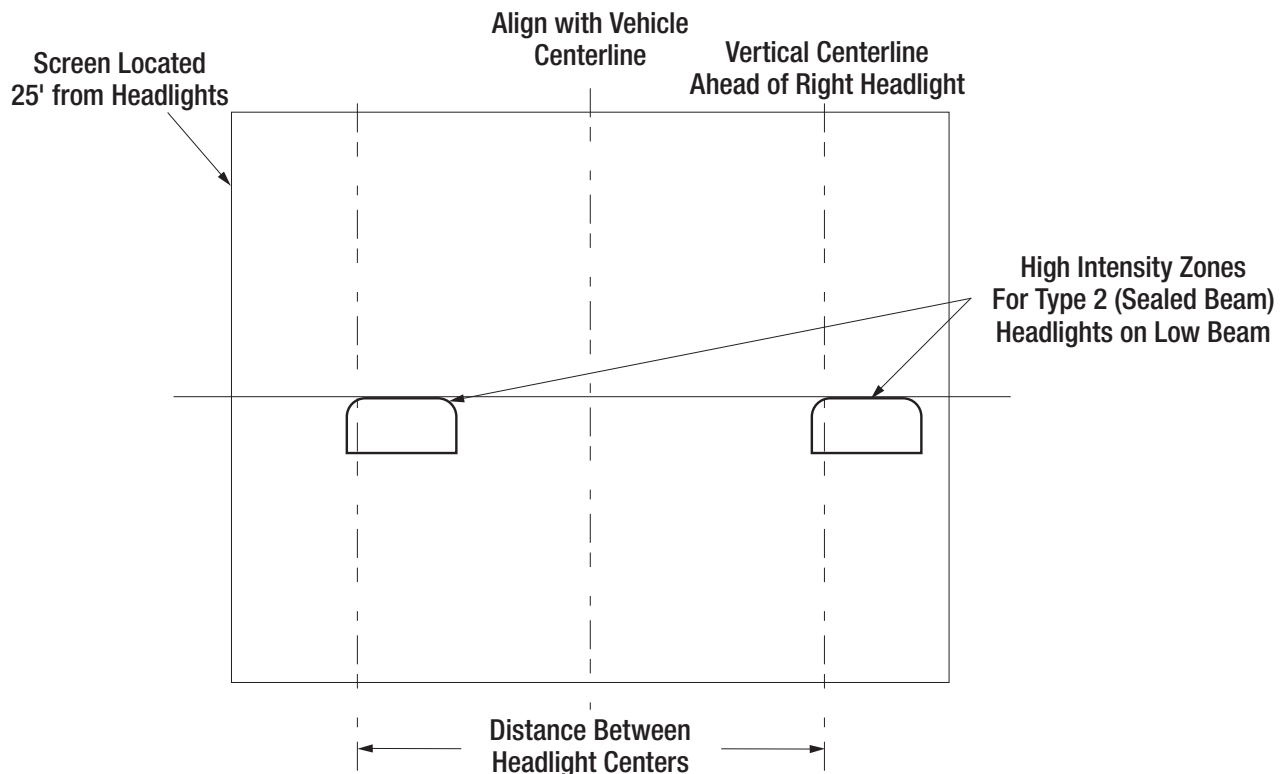 Align with Vehicle
Centerline
Screen Located
25' from Headlights
Vertical Centerline
Ahead of Right Headlight
High Intensity Zones
For Type 2 (Sealed Beam)
Headlights on Low Beam
Distance Between
Headlight Centers